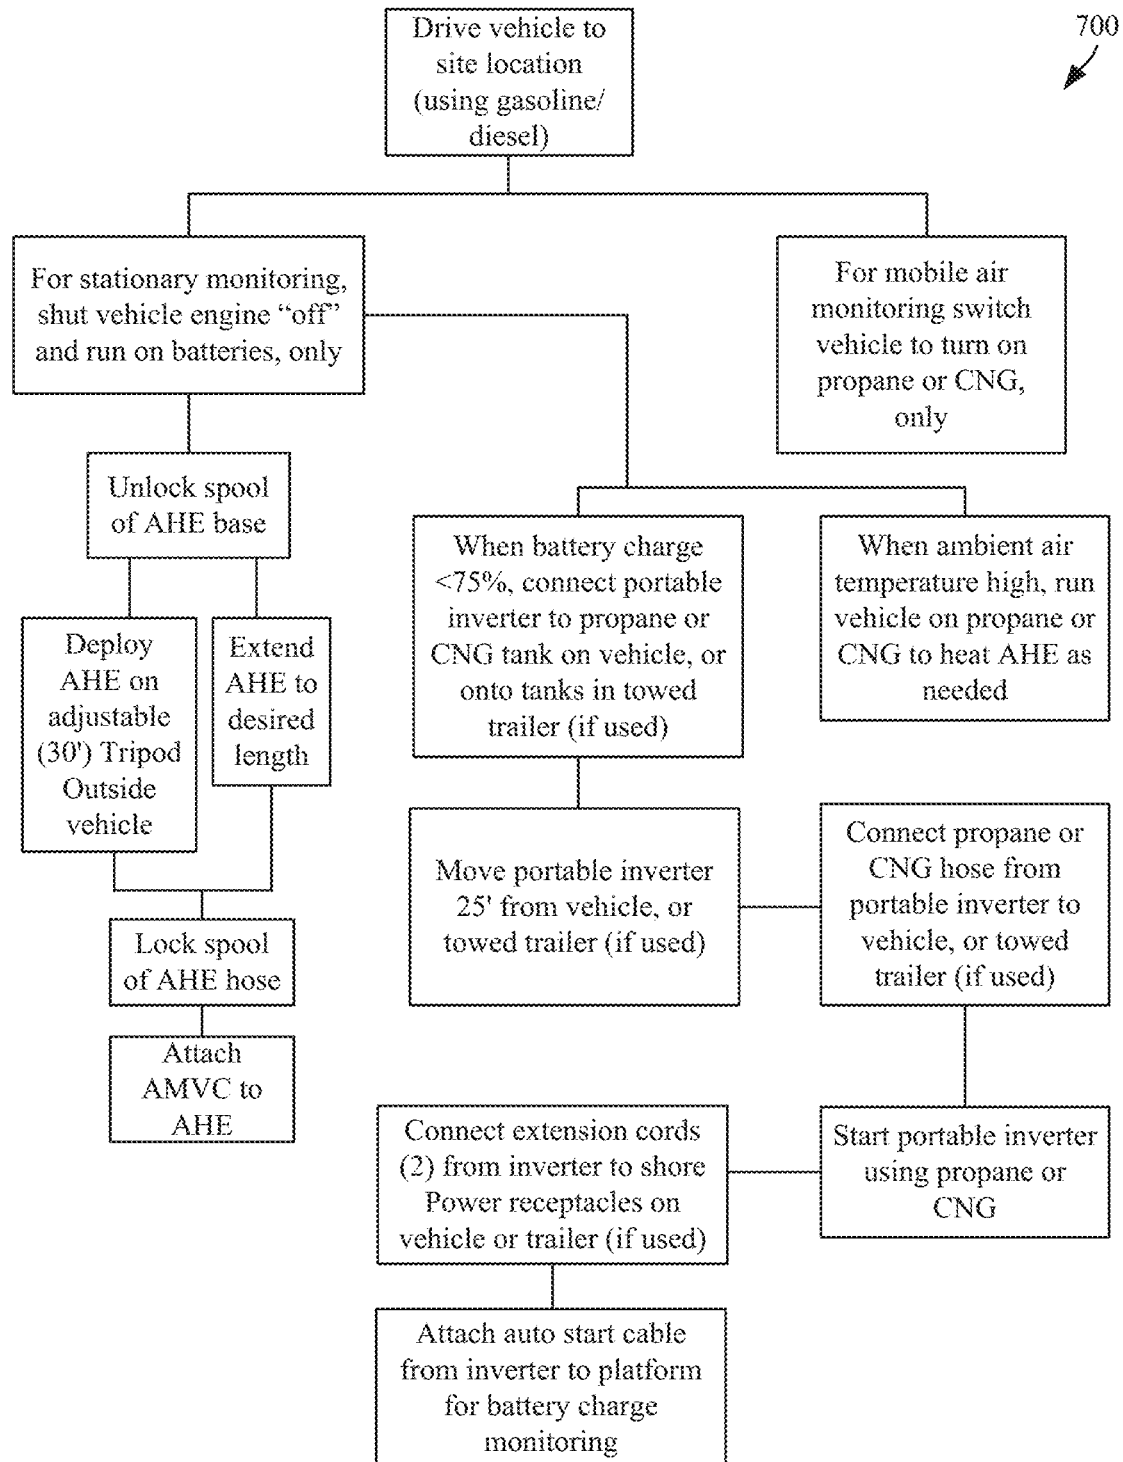 700
Drive vehicle to
site location
(using gasoline/
diesel)
For stationary monitoring,
shut vehicle engine “off”
and run on batteries, only
For mobile air
monitoring switch
vehicle to turn on
propane or CNG,
only
Unlock spool
of AHE base
When battery charge
<75%, connect portable
inverter to propane or
CNG tank on vehicle, or
onto tanks in towed
trailer (if used)
When ambient air
temperature high, run
vehicle on propane or
CNG to heat AHE as
needed
Deploy
AHE on
adjustable
(30') Tripod
Outside
vehicle
Extend
AHE to
desired
length
Move portable inverter
25' from vehicle, or
towed trailer (if used)
Connect propane or
CNG hose from
portable inverter to
vehicle, or towed
trailer (if used)
Lock spool
of AHE hose
Attach
AMVC to
AHE
Connect extension cords
(2) from inverter to shore
Power receptacles on
vehicle or trailer (if used)
Start portable inverter
using propane or
CNG
Attach auto start cable
from inverter to platform
for battery charge
monitoring